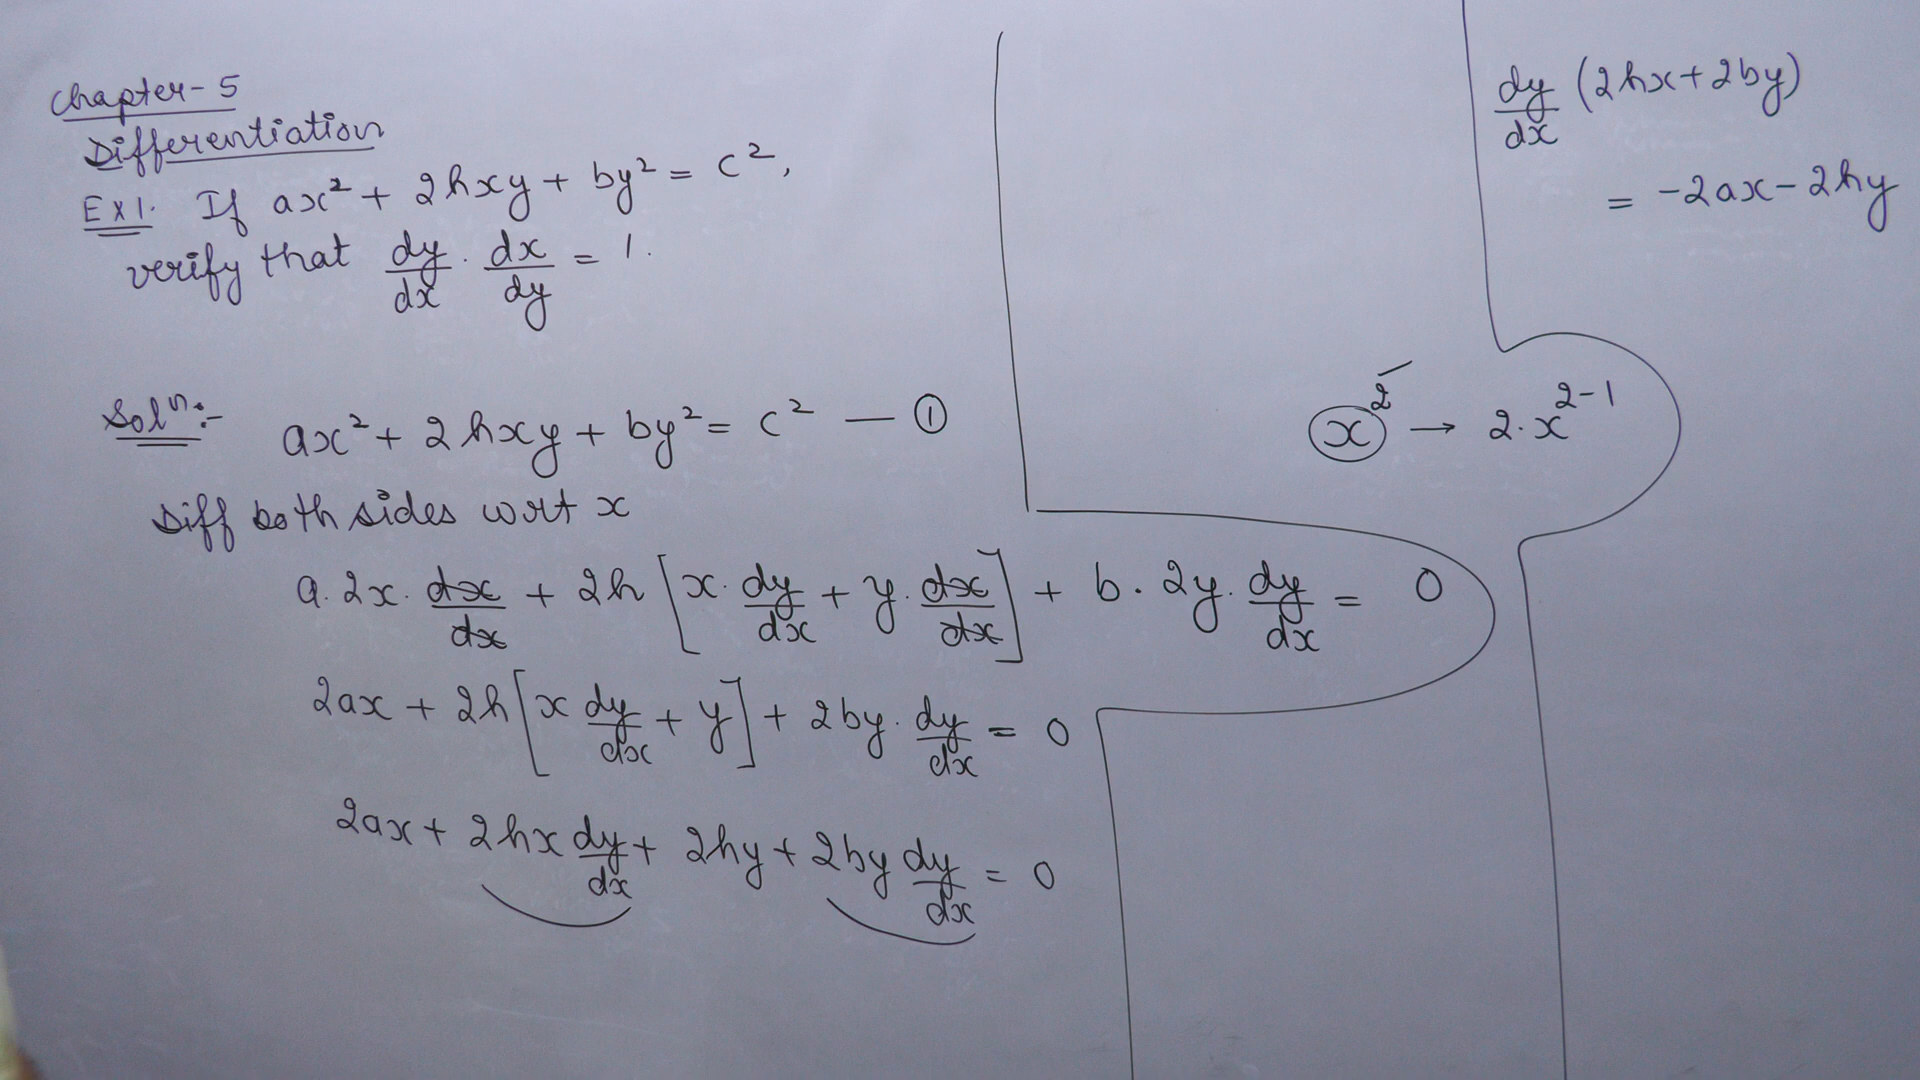 Chapter-5
Differentiation
EX1. If ax² + 2hxy + by² = c²,
verify that dy/dx · dx/dy = 1.
Solⁿ:- ax² + 2hxy + by² = c² — ①
Diff both sides wrt x
a. 2x. dx/dx + 2h [x. dy/dx + y. dx/dx] + b. 2y. dy/dx = 0
2ax + 2h [x dy/dx + y] + 2by. dy/dx = 0
2ax + 2hx dy/dx + 2hy + 2by dy/dx = 0
x² → 2·x²⁻¹
dy/dx (2hx+2by)
= -2ax - 2hy